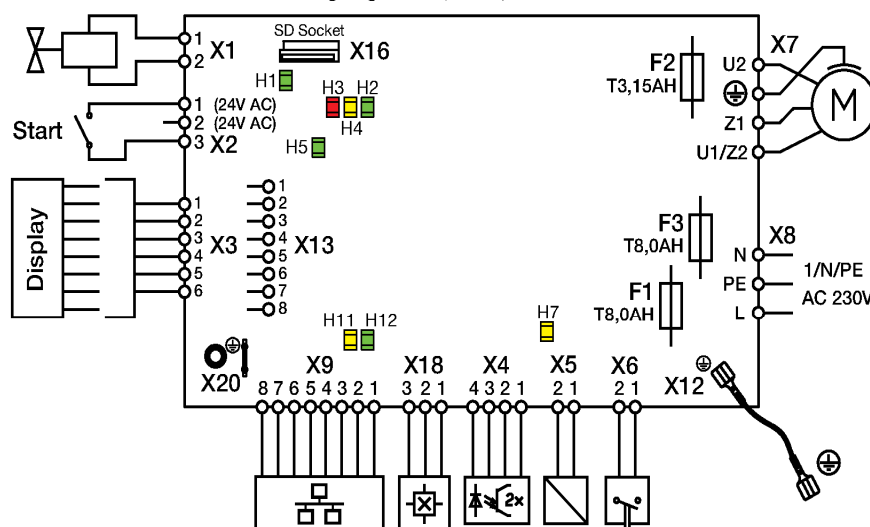 SD Socket
X16
1
2
X1
H1
H3 H2
H4
H5
F2
T3,15AH
X7
U2
Z1
U1/Z2
M
Start
1 (24V AC)
2 (24V AC)
3 X2
Display
1
2
3
4
5
6
X3
1
2
3
4
5
6
7
8
X13
F3
T8,0AH
F1
T8,0AH
X8
N
PE
L
1/N/PE
AC 230V
H11 H12
H7
X20
X9
8 7 6 5 4 3 2 1
X18
3 2 1
X4
4 3 2 1
X5
2 1
X6
2 1
X12
2x